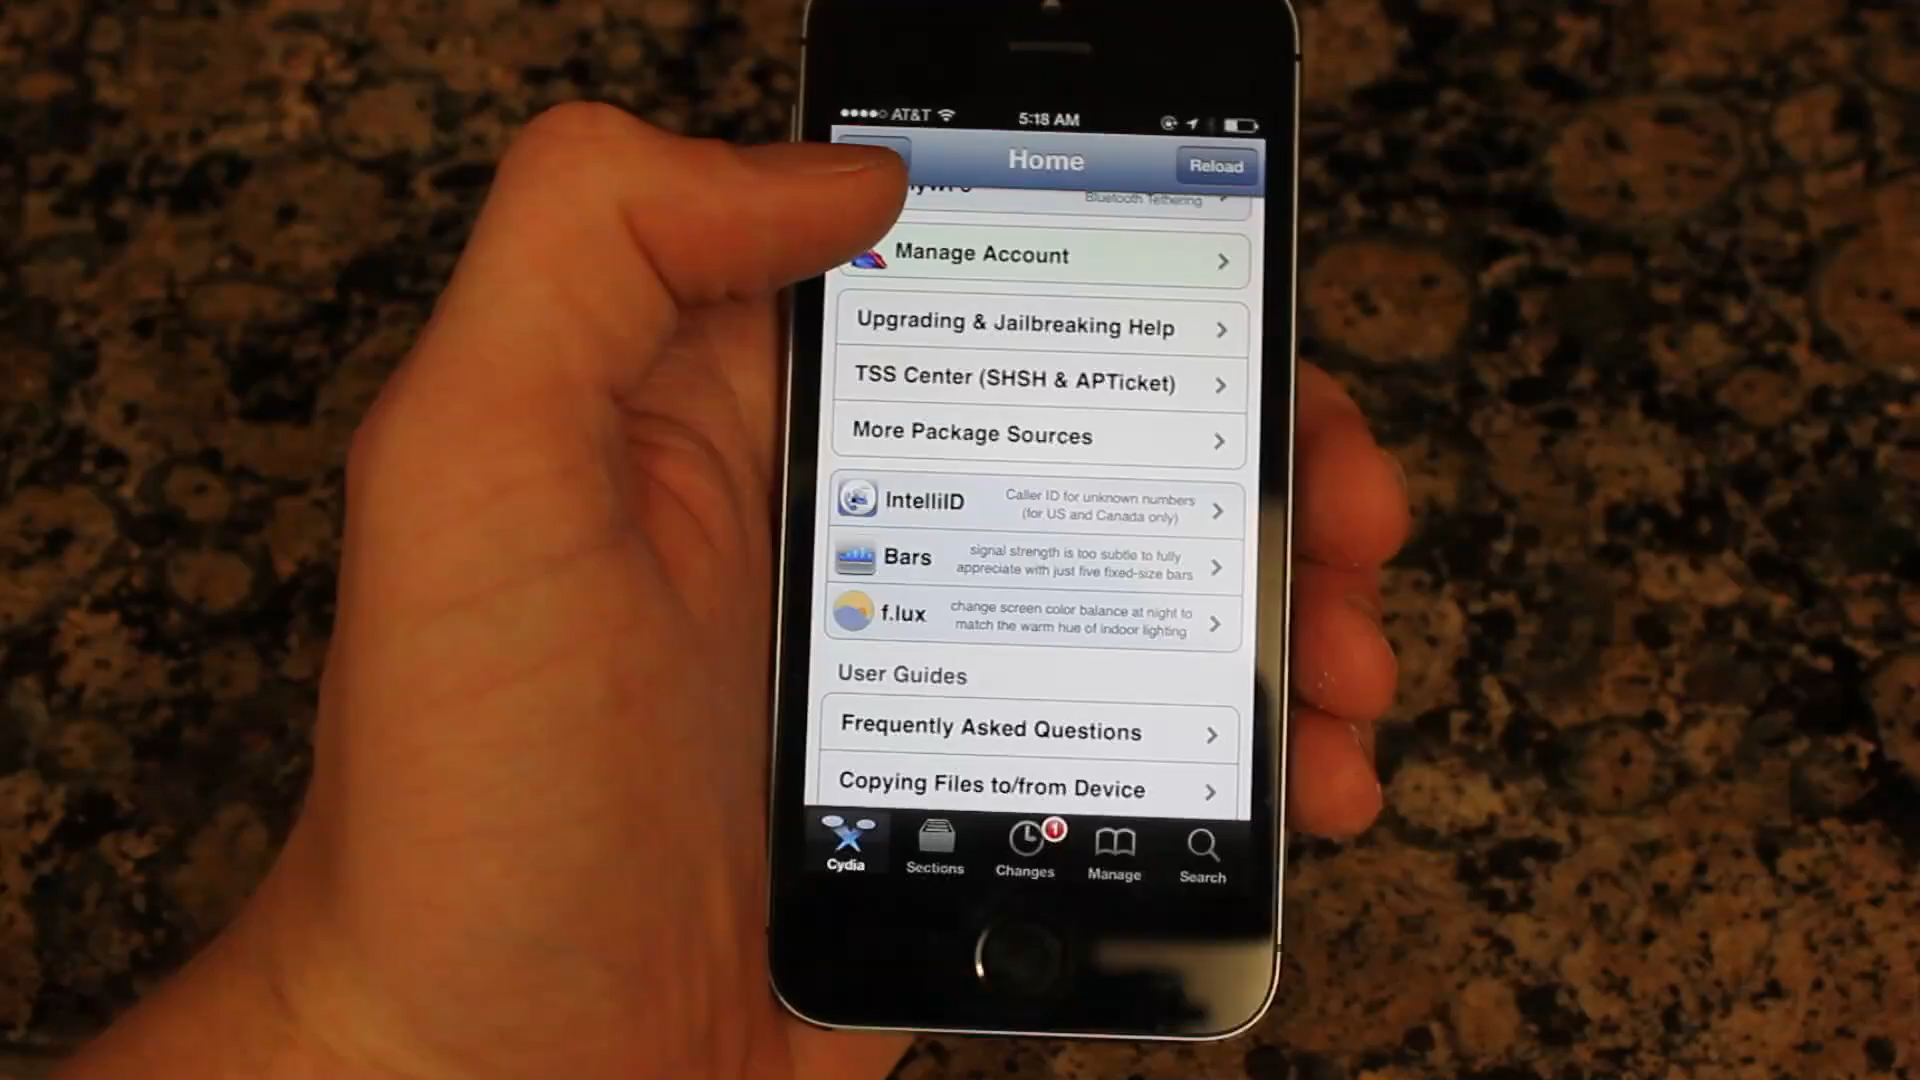 AT&T
5:18 AM
Home
Reload
Bluetooth Tethering
Manage Account
Upgrading & Jailbreaking Help
TSS Center (SHSH & APTicket)
More Package Sources
IntelliID
Caller ID for unknown numbers
(for US and Canada only)
Bars
signal strength is too subtle to fully
appreciate with just five fixed-size bars
f.lux
change screen color balance at night to
match the warm hue of indoor lighting
User Guides
Frequently Asked Questions
Copying Files to/from Device
1
Cydia
Sections
Changes
Manage
Search